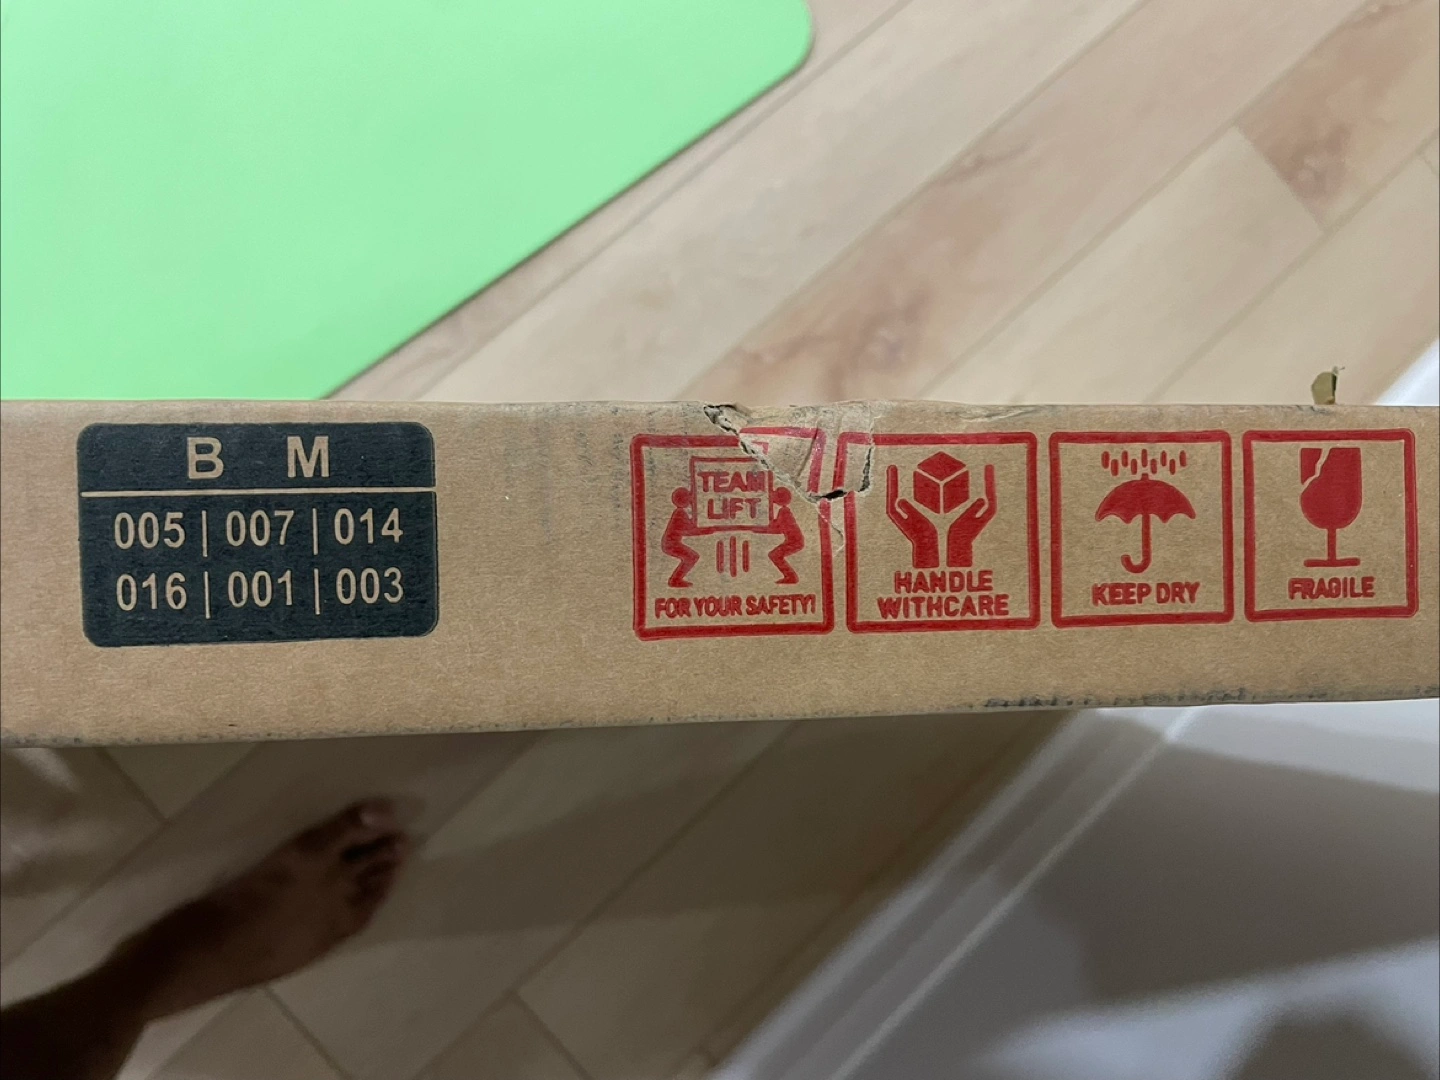 B M
005 | 007 | 014
016 | 001 | 003
TEAM
LIFT
FOR YOUR SAFETY!
HANDLE
WITHCARE
KEEP DRY
FRAGILE